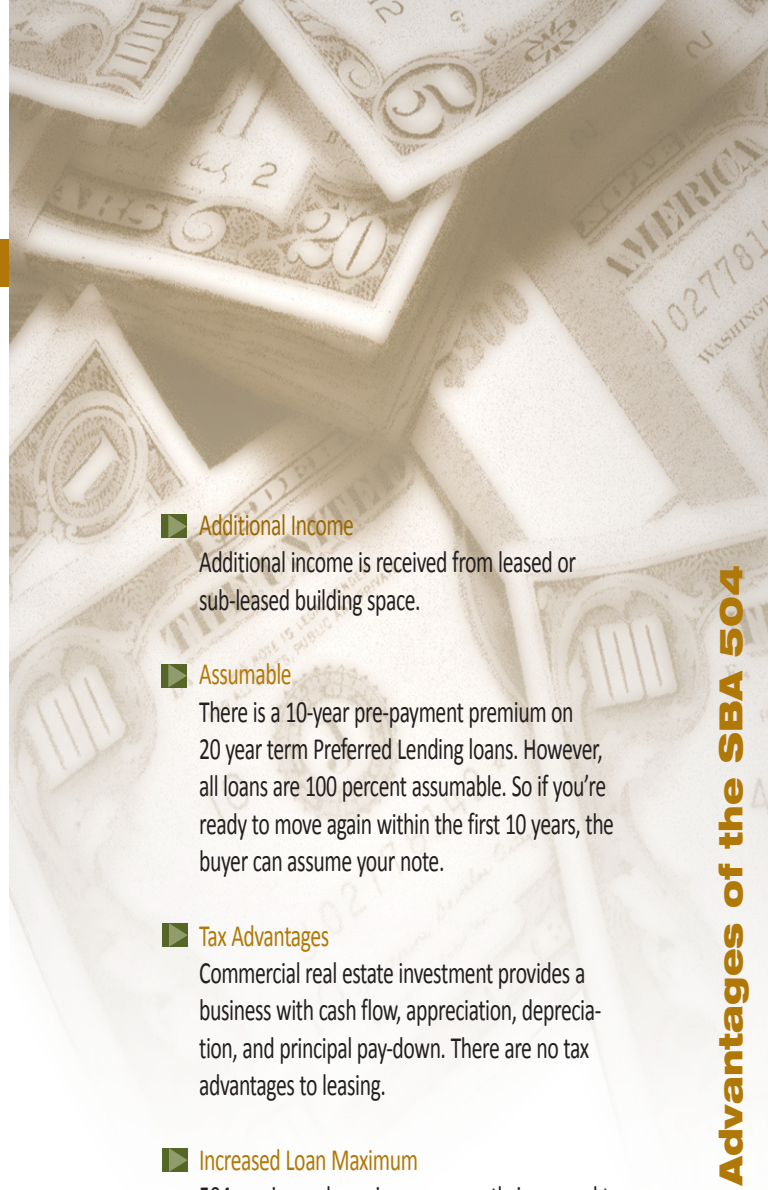 Additional Income
Additional income is received from leased or
sub-leased building space.
Assumable
There is a 10-year pre-payment premium on
20 year term Preferred Lending loans. However,
all loans are 100 percent assumable. So if you're
ready to move again within the first 10 years, the
buyer can assume your note.
Tax Advantages
Commercial real estate investment provides a
business with cash flow, appreciation, deprecia-
tion, and principal pay-down. There are no tax
advantages to leasing.
Increased Loan Maximum
Advantages of the SBA 504
20
5
AMERICA
WASHINGT